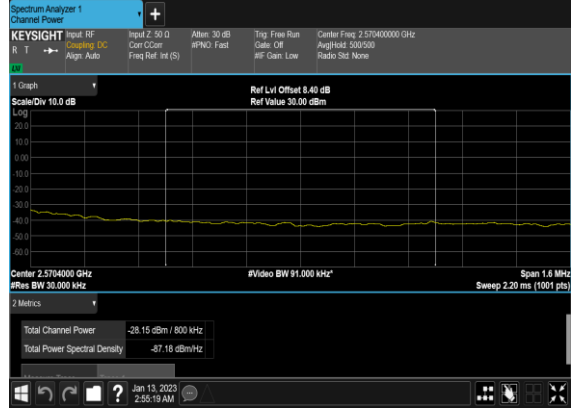 Spectrum Analyzer 1
Channel Power
+
KEYSIGHT Input: RF Input Z: 50 Ω Atten: 30 dB Trig: Free Run Center Freq: 2.570400000 GHz
R T Coupling: DC Corr CCorr #PNO: Fast Gate: Off Avg|Hold: 500/500
Align: Auto Freq Ref: Int (S) #IF Gain: Low Radio Std: None
1 Graph
Ref Lvl Offset 8.40 dB
Scale/Div 10.0 dB Ref Value 30.00 dBm
Log
20.0
10.0
0.00
-10.0
-20.0
-30.0
-40.0
-50.0
-60.0
Center 2.5704000 GHz #Video BW 91.000 kHz* Span 1.6 MHz
#Res BW 30.000 kHz Sweep 2.20 ms (1001 pts)
2 Metrics
Total Channel Power -28.15 dBm / 800 kHz
Total Power Spectral Density -87.18 dBm/Hz
?
Jan 13, 2023
2:55:19 AM